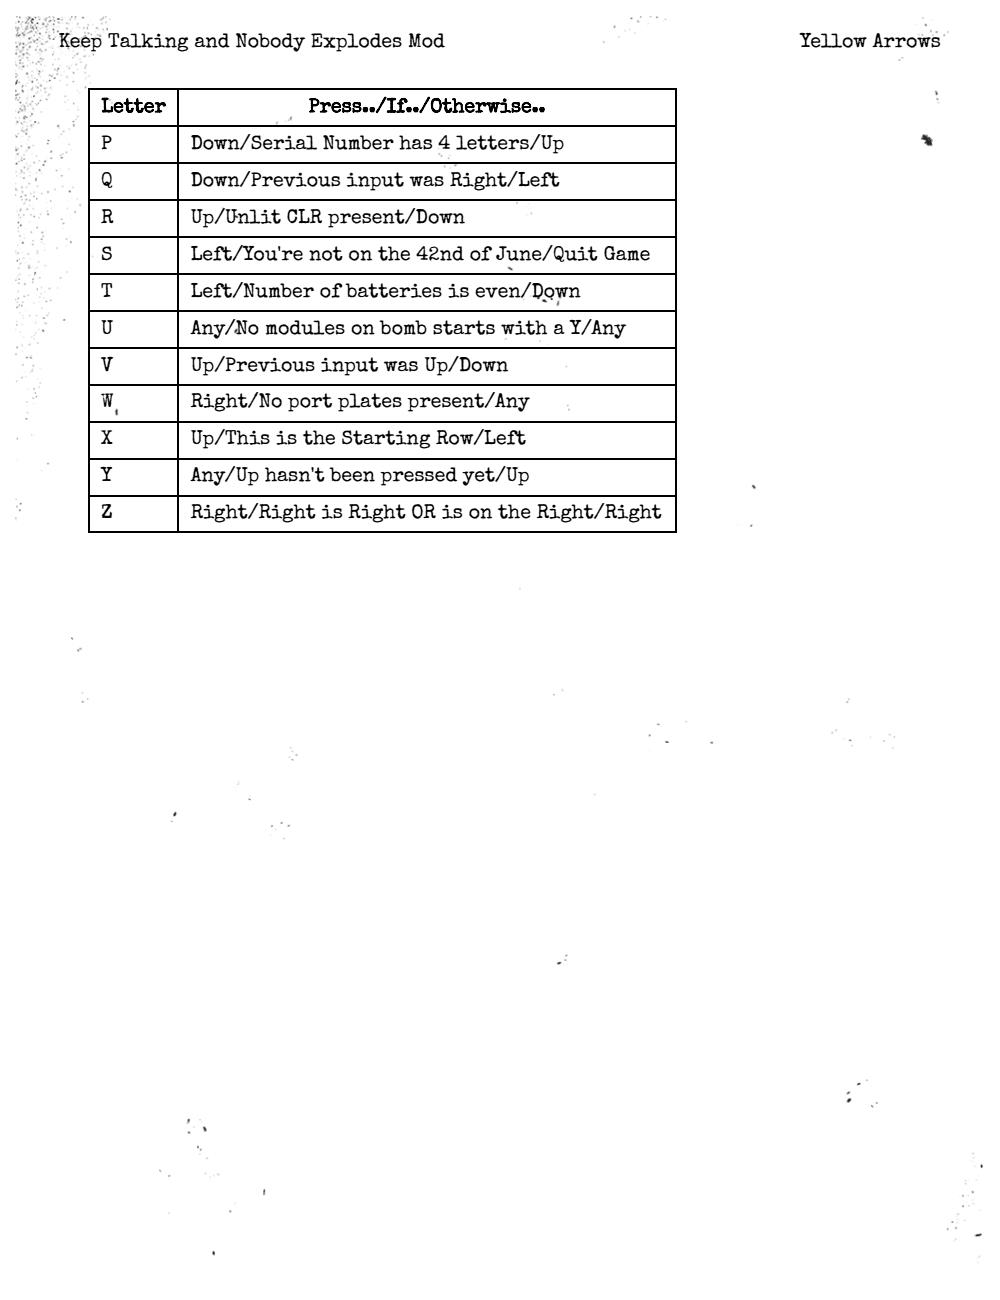 Keep Talking and Nobody Explodes Mod Yellow Arrows
Letter Press../If../Otherwise..
P Down/Serial Number has 4 letters/Up
Q Down/Previous input was Right/Left
R Up/Unlit CLR present/Down
S Left/You're not on the 42nd of June/Quit Game
T Left/Number of batteries is even/Down
U Any/No modules on bomb starts with a Y/Any
V Up/Previous input was Up/Down
W Right/No port plates present/Any
X Up/This is the Starting Row/Left
Y Any/Up hasn't been pressed yet/Up
Z Right/Right is Right OR is on the Right/Right